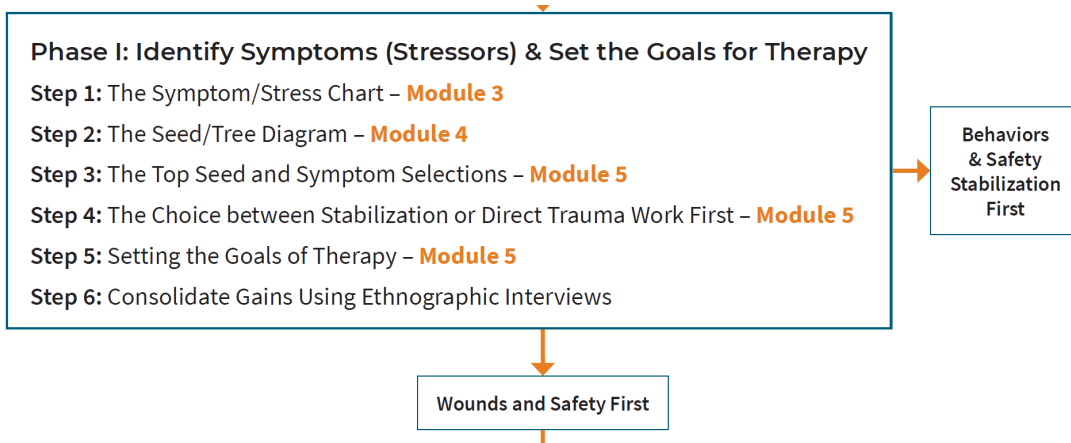 Phase I: Identify Symptoms (Stressors) & Set the Goals for Therapy
Step 1: The Symptom/Stress Chart – Module 3
Step 2: The Seed/Tree Diagram – Module 4
Step 3: The Top Seed and Symptom Selections – Module 5
Step 4: The Choice between Stabilization or Direct Trauma Work First – Module 5
Step 5: Setting the Goals of Therapy – Module 5
Step 6: Consolidate Gains Using Ethnographic Interviews
Behaviors
& Safety
Stabilization
First
Wounds and Safety First